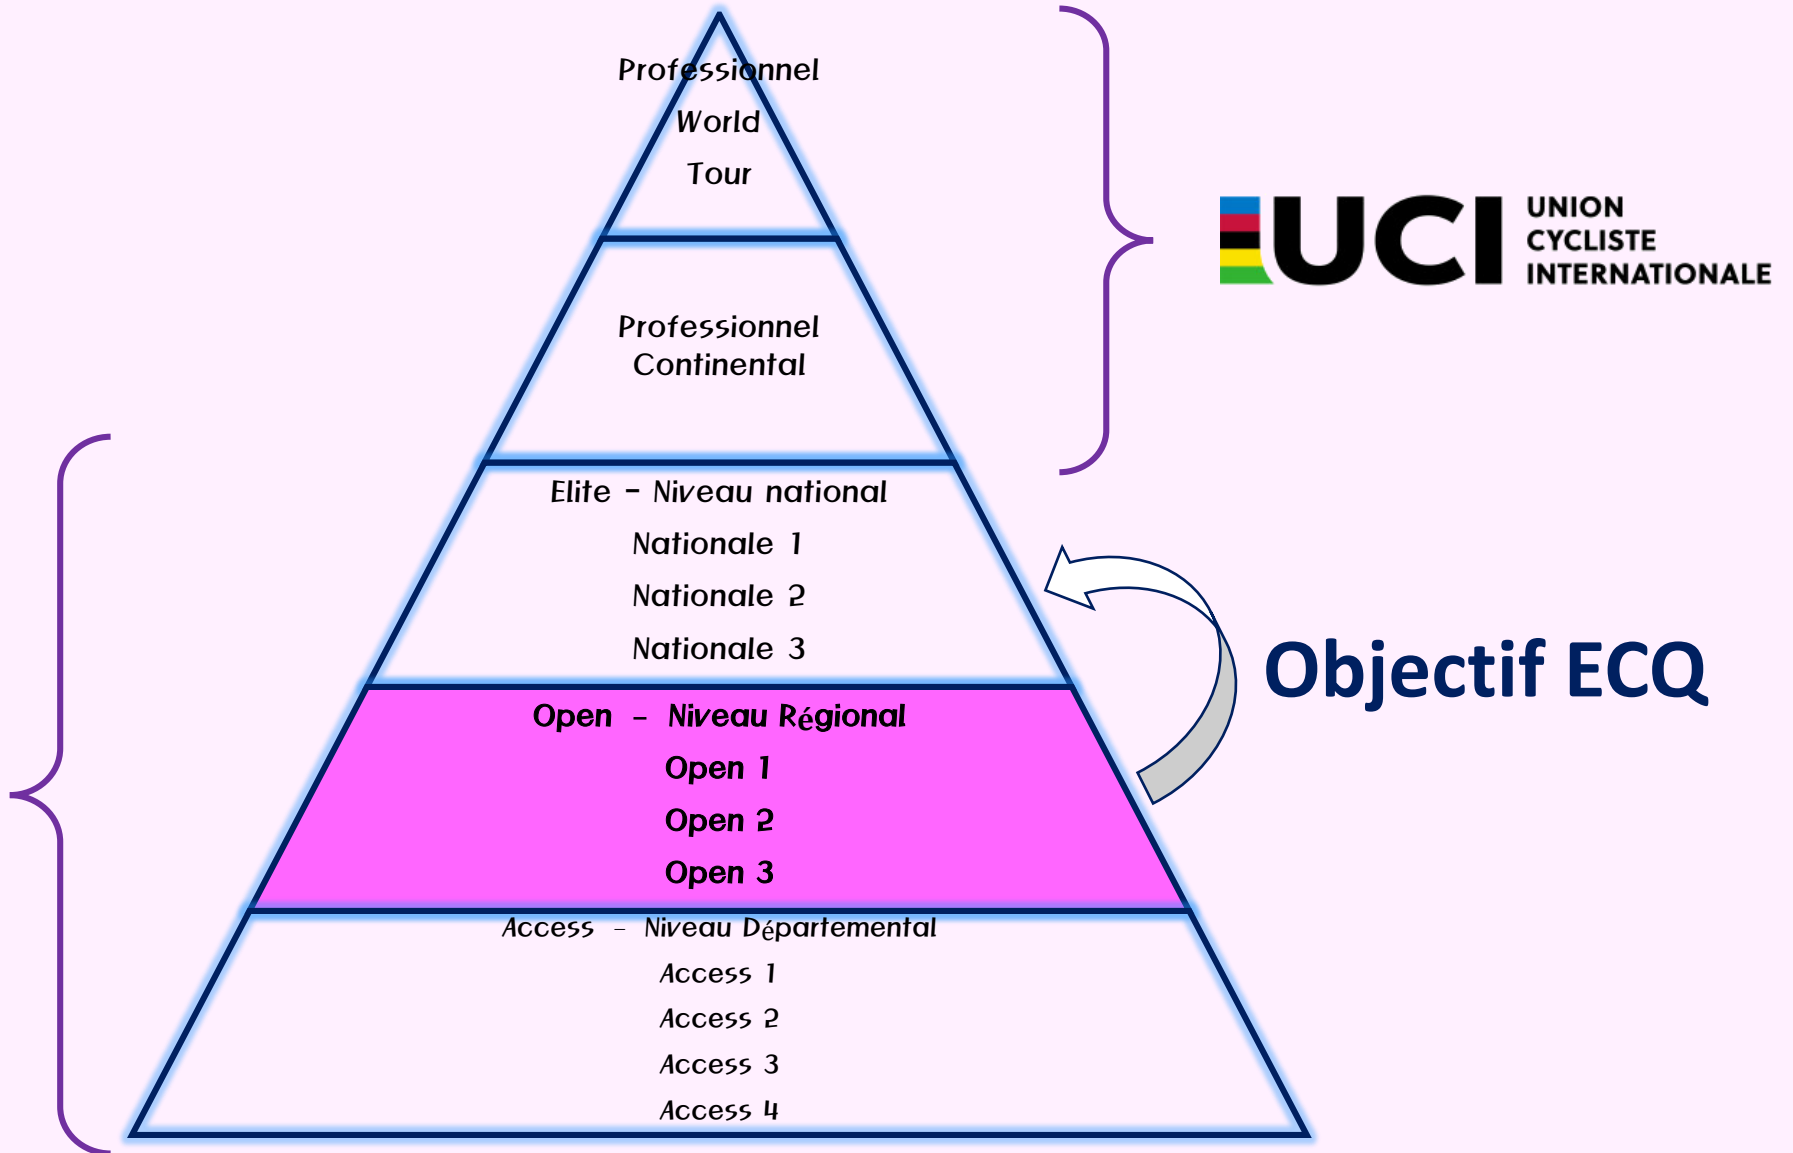 Professionnel
World
Tour
UCI
UNION
CYCLISTE
INTERNATIONALE
Professionnel
Continental
Elite – Niveau national
Nationale 1
Nationale 2
Nationale 3
Objectif ECQ
Open – Niveau Régional
Open 1
Open 2
Open 3
Access – Niveau Départemental
Access 1
Access 2
Access 3
Access 4